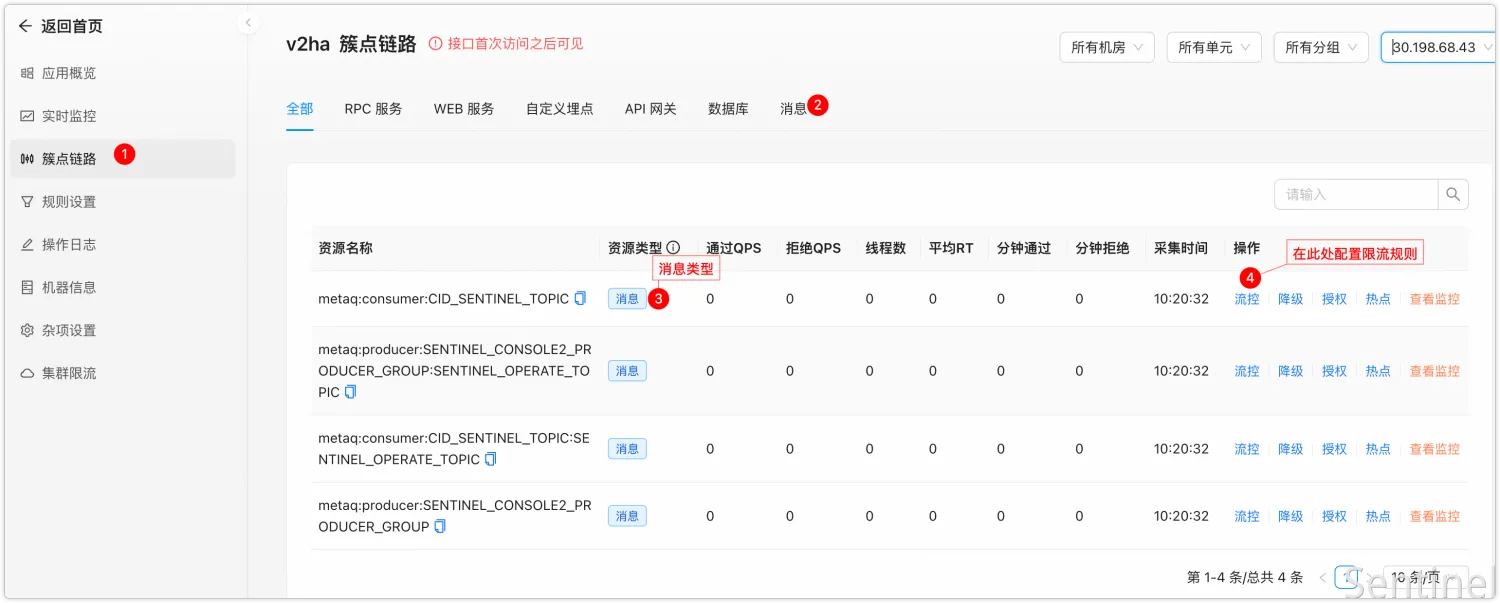 返回首页
应用概览
实时监控
簇点链路 1
规则设置
操作日志
机器信息
杂项设置
集群限流
v2ha 簇点链路 接口首次访问之后可见
所有机房 所有单元 所有分组 30.198.68.43
全部 RPC 服务 WEB 服务 自定义埋点 API 网关 数据库 消息 2
请输入
资源名称 资源类型 通过QPS 拒绝QPS 线程数 平均RT 分钟通过 分钟拒绝 采集时间 操作
在此处配置限流规则
消息类型
4
metaq:consumer:CID_SENTINEL_TOPIC 消息 3 0 0 0 0 0 0 10:20:32 流控 降级 授权 热点 查看监控
metaq:producer:SENTINEL_CONSOLE2_PR
ODUCER_GROUP:SENTINEL_OPERATE_TO
PIC
消息 0 0 0 0 0 0 10:20:32 流控 降级 授权 热点 查看监控
metaq:consumer:CID_SENTINEL_TOPIC:SE
NTINEL_OPERATE_TOPIC
消息 0 0 0 0 0 0 10:20:32 流控 降级 授权 热点 查看监控
metaq:producer:SENTINEL_CONSOLE2_PR
ODUCER_GROUP
消息 0 0 0 0 0 0 10:20:32 流控 降级 授权 热点 查看监控
第 1-4 条/总共 4 条 1 10 条/页
Sentinel